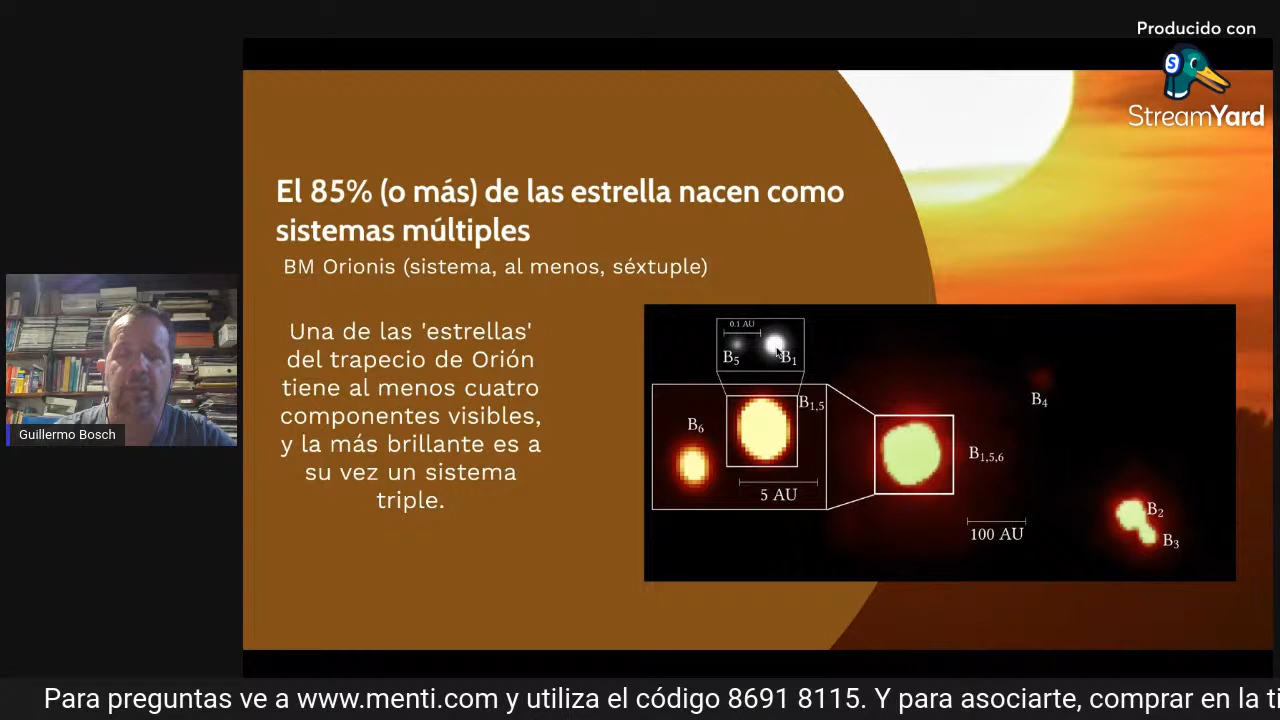 Producido con
StreamYard
El 85% (o más) de las estrella nacen como
sistemas múltiples
BM Orionis (sistema, al menos, séxtuple)
Una de las 'estrellas'
del trapecio de Orión
tiene al menos cuatro
componentes visibles,
y la más brillante es a
su vez un sistema
triple.
0.1 AU
B5
B1
B6
B1,5
5 AU
B1,5,6
B4
100 AU
B2
B3
Guillermo Bosch
Para preguntas ve a www.menti.com y utiliza el código 8691 8115. Y para asociarte, comprar en la ti